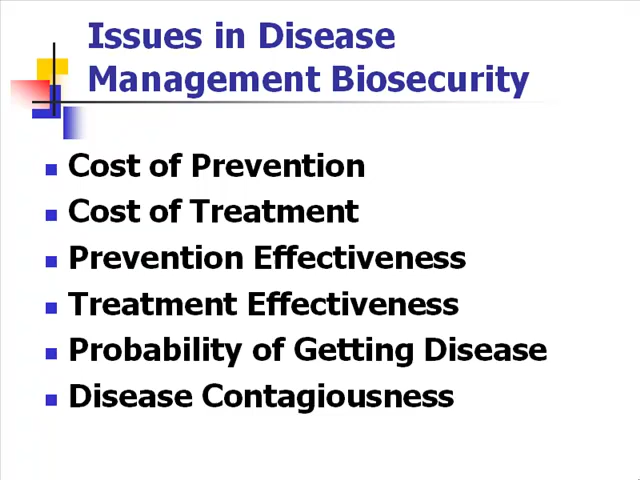 Issues in Disease
Management Biosecurity
Cost of Prevention
Cost of Treatment
Prevention Effectiveness
Treatment Effectiveness
Probability of Getting Disease
Disease Contagiousness